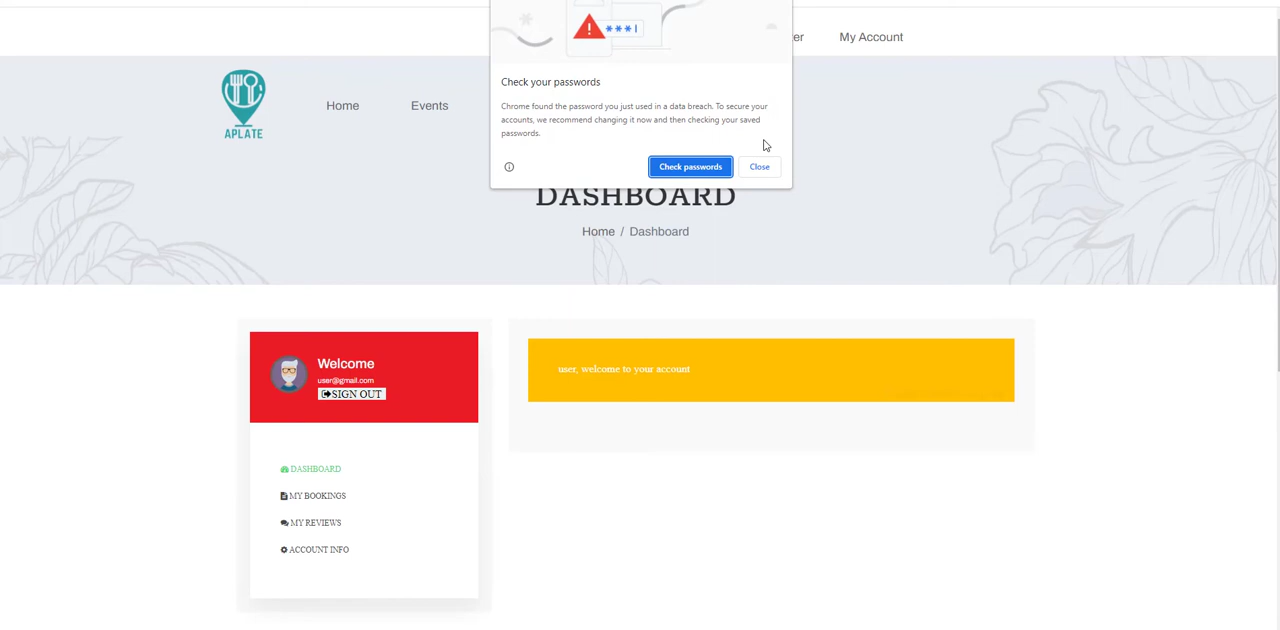 ***|
er My Account
APLATE
Home Events
Check your passwords
Chrome found the password you just used in a data breach. To secure your
accounts, we recommend changing it now and then checking your saved
passwords.
Check passwords Close
DASHBOARD
Home / Dashboard
Welcome
user@gmail.com
SIGN OUT
user, welcome to your account
DASHBOARD
MY BOOKINGS
MY REVIEWS
ACCOUNT INFO